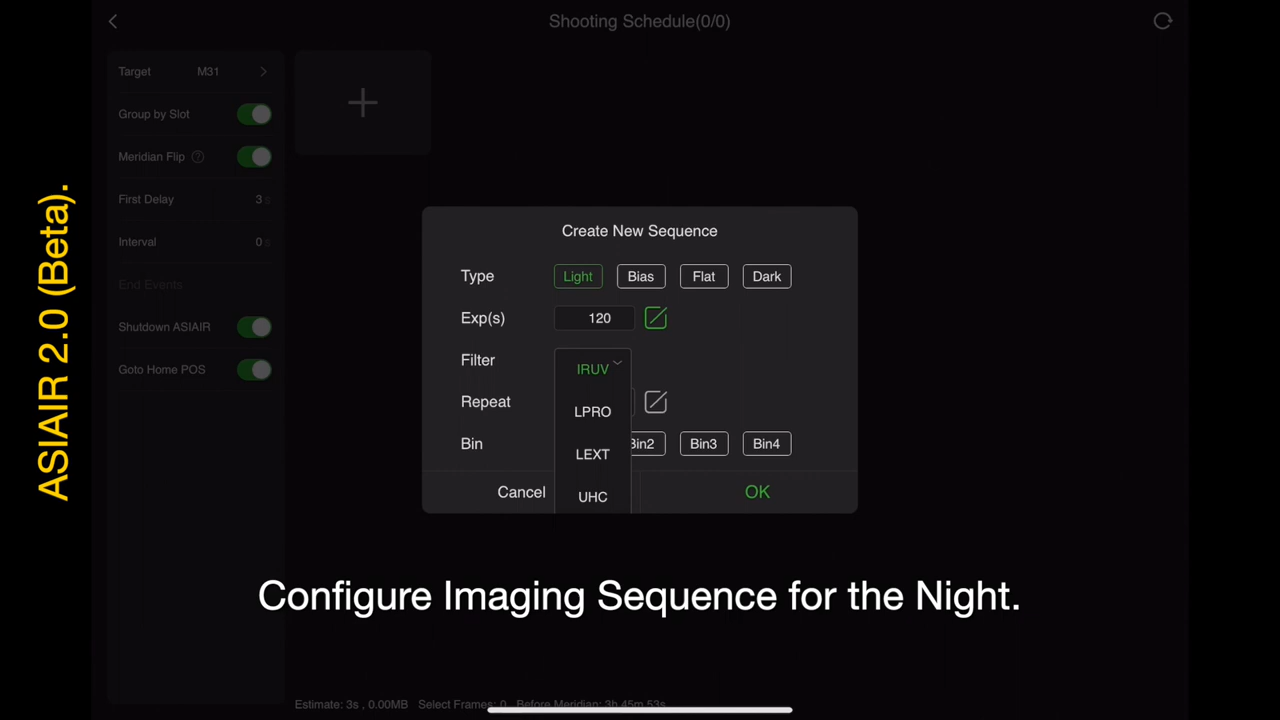 Shooting Schedule(0/0)
Target M31
Group by Slot
Meridian Flip ?
First Delay 3 s
Interval 0 s
End Events
Shutdown ASIAIR
Goto Home POS
ASIAIR 2.0 (Beta).
Create New Sequence
Type Light Bias Flat Dark
Exp(s) 120
Filter IRUV
LPRO
Repeat
LEXT
Bin Bin2 Bin3 Bin4
UHC
Cancel OK
Configure Imaging Sequence for the Night.
Estimate: 3s , 0.00MB Select Frames: 0 Before Meridian: 3h 45m 53s